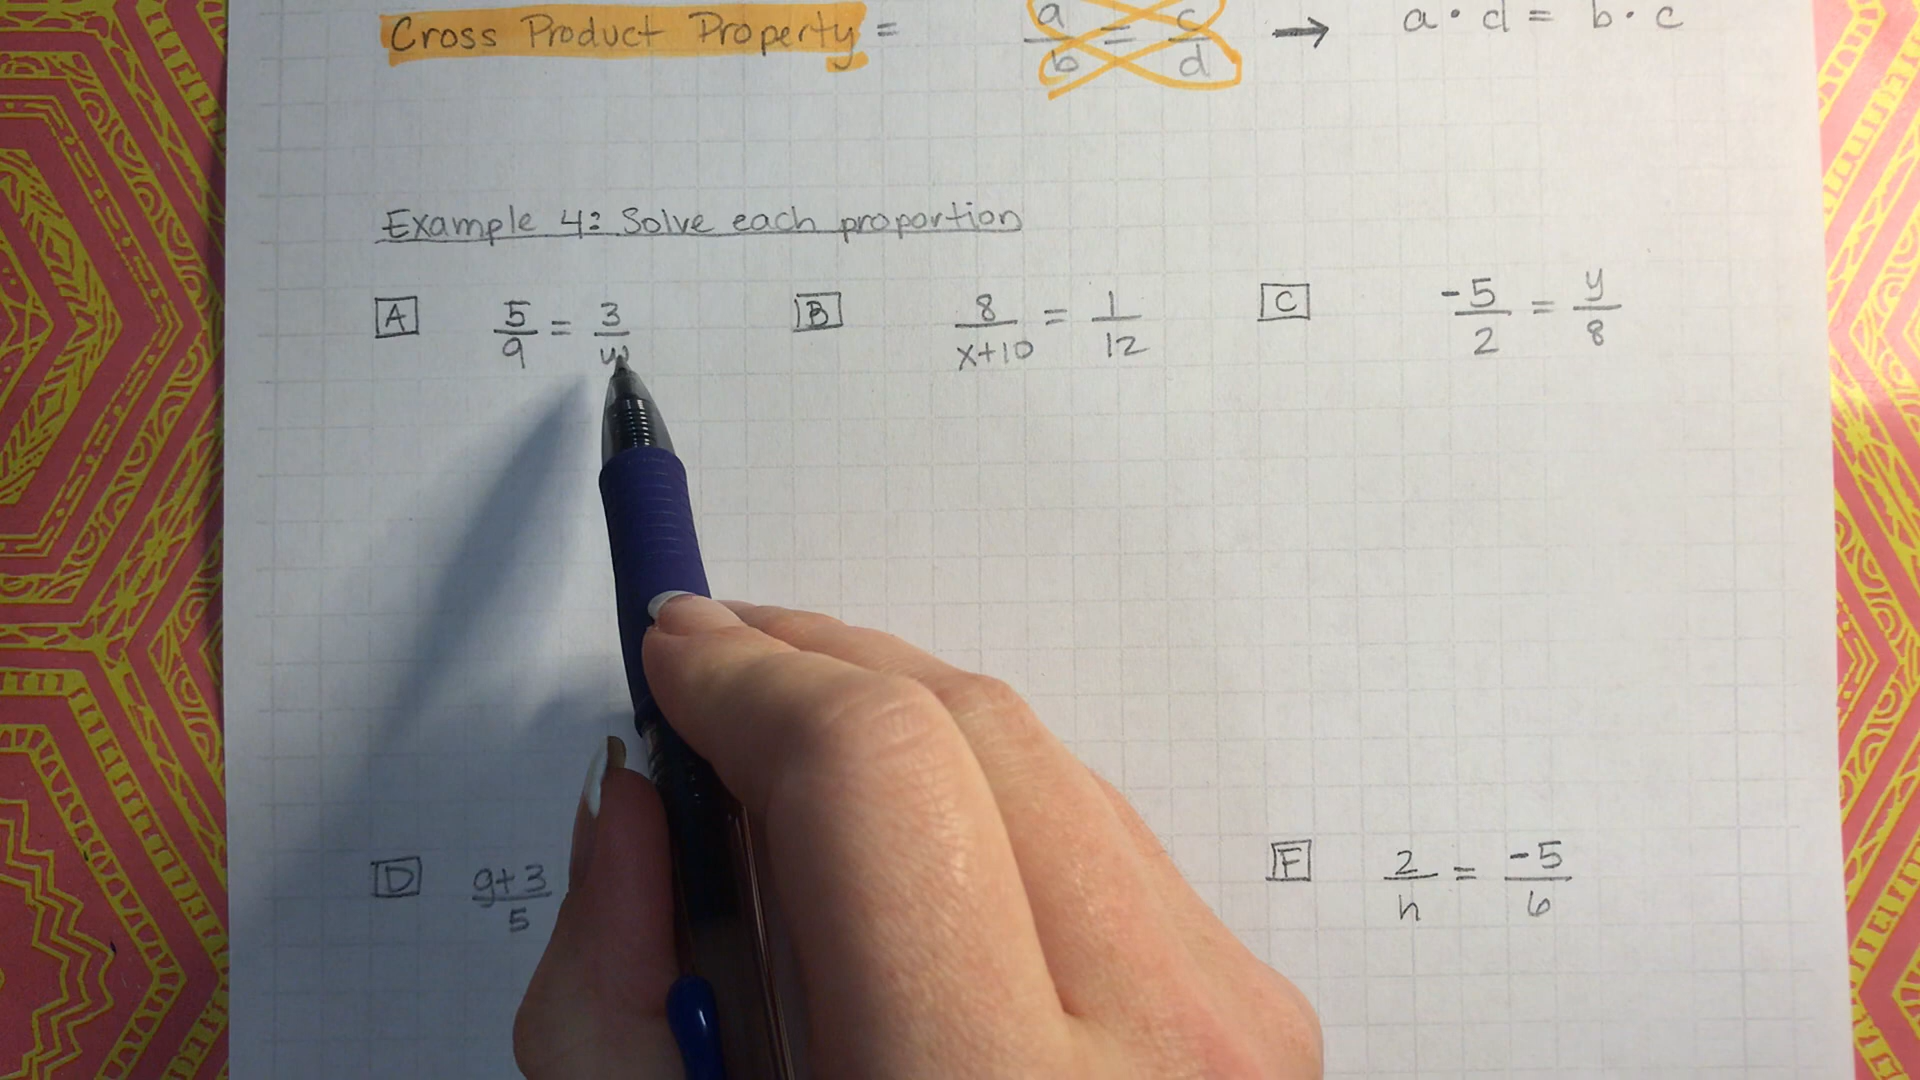 Cross Product Property = a/b = c/d → a · d = b · c
Example 4: Solve each proportion
A 5/9 = 3/w
B 8/x+10 = 1/12
C -5/2 = y/8
D g+3/5
F 2/h = -5/6